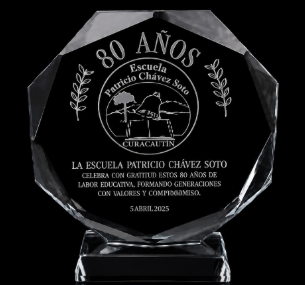 80 AÑOS
Escuela
Patricio Chávez Soto
CURACAUTÍN
LA ESCUELA PATRICIO CHÁVEZ SOTO
CELEBRA CON GRATITUD ESTOS 80 AÑOS DE
LABOR EDUCATIVA, FORMANDO GENERACIONES
CON VALORES Y COMPROMISO.
5 ABRIL 2025